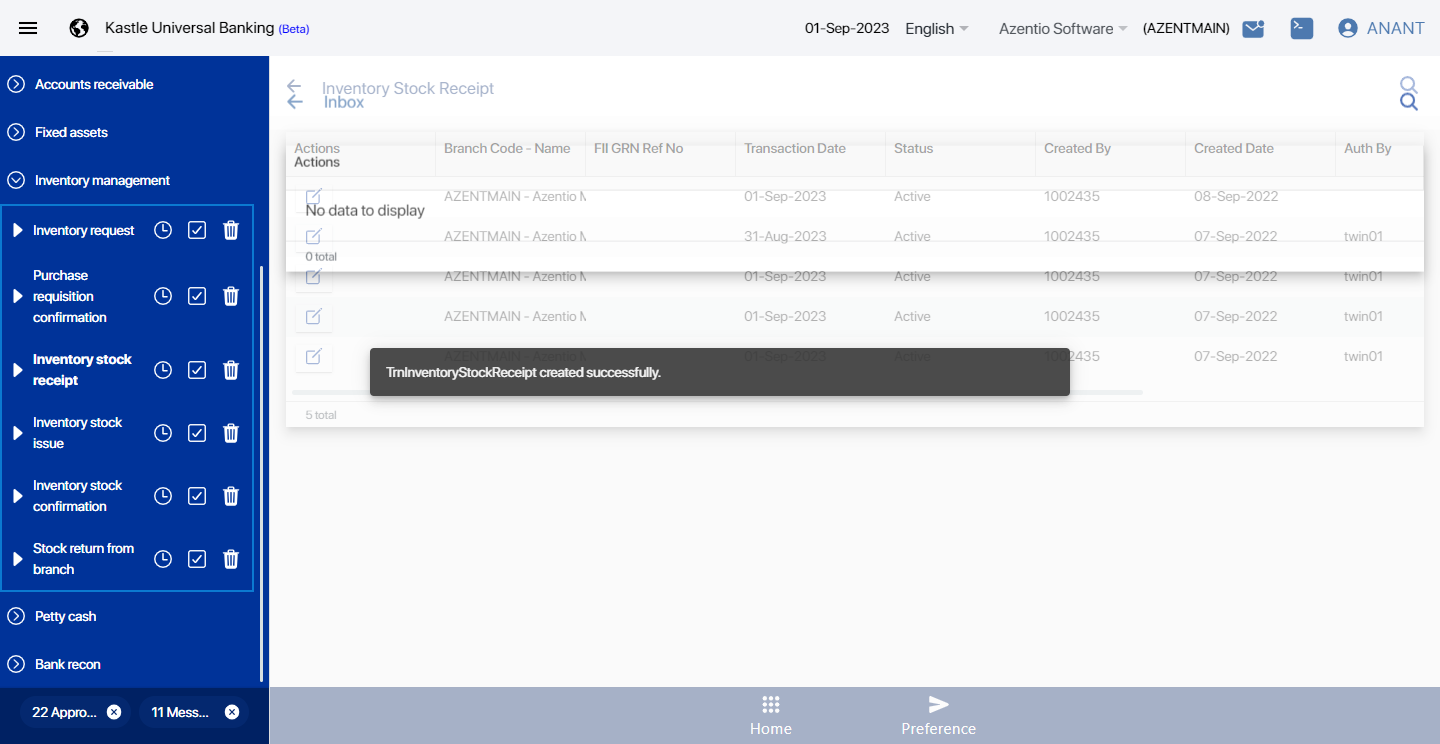 Kastle Universal Banking (Beta)
01-Sep-2023
English
Azentio Software
(AZENTMAIN)
ANANT
Accounts receivable
Fixed assets
Inventory management
Inventory request
Purchase
requisition
confirmation
Inventory stock
receipt
Inventory stock
issue
Inventory stock
confirmation
Stock return from
branch
Petty cash
Bank recon
22 Appro...
11 Mess...
Inventory Stock Receipt
Inbox
Actions Branch Code - Name FII GRN Ref No Transaction Date Status Created By Created Date Auth By
Actions
AZENTMAIN - Azentio M 01-Sep-2023 Active 1002435 08-Sep-2022
No data to display
AZENTMAIN - Azentio M 31-Aug-2023 Active 1002435 07-Sep-2022 twin01
0 total
AZENTMAIN - Azentio M 01-Sep-2023 Active 1002435 07-Sep-2022 twin01
AZENTMAIN - Azentio M 01-Sep-2023 Active 1002435 07-Sep-2022 twin01
AZENTMAIN - Azentio M 01-Sep-2023 Active 1002435 07-Sep-2022 twin01
TrnInventoryStockReceipt created successfully.
5 total
Home
Preference